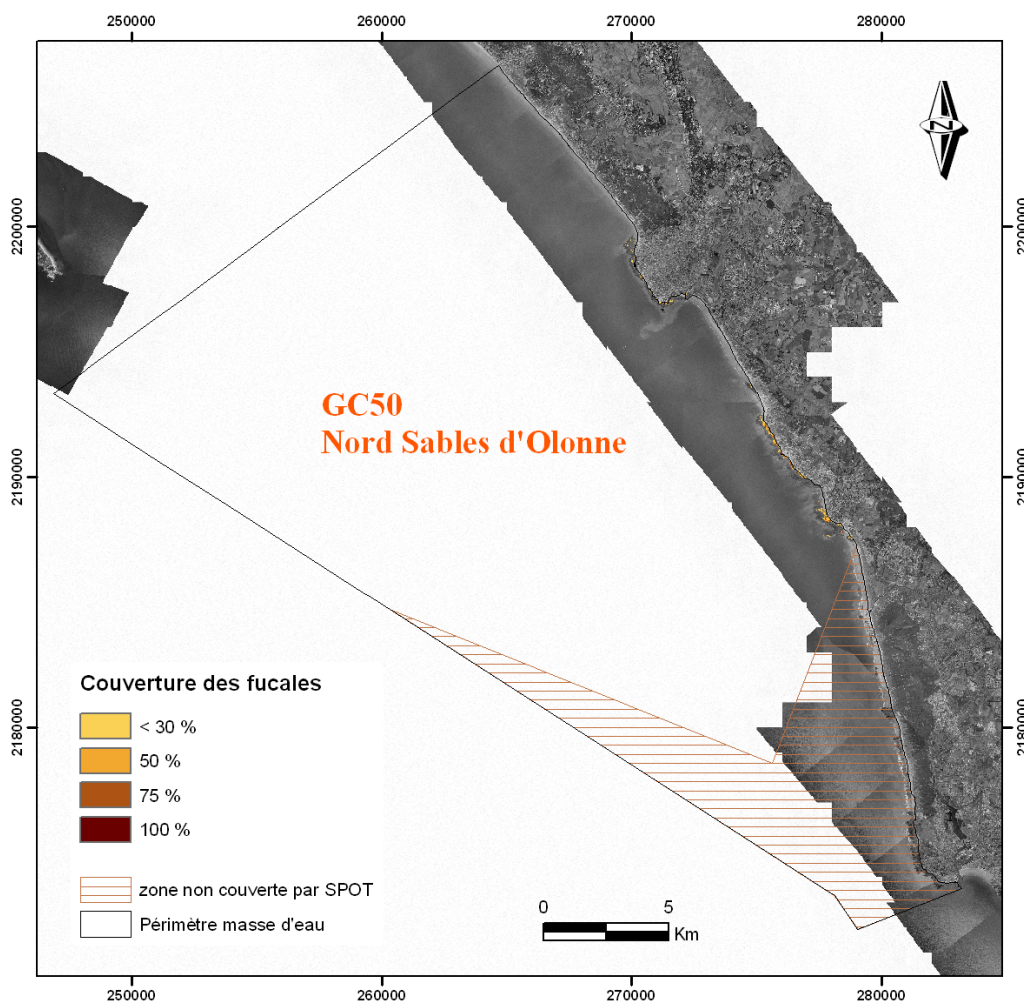 250000 260000 270000 280000
N
2200000 2200000
GC50
Nord Sables d'Olonne
2190000 2190000
2180000 2180000
Couverture des fucales
< 30 %
50 %
75 %
100 %
zone non couverte par SPOT
Périmètre masse d'eau
0 5
Km
250000 260000 270000 280000